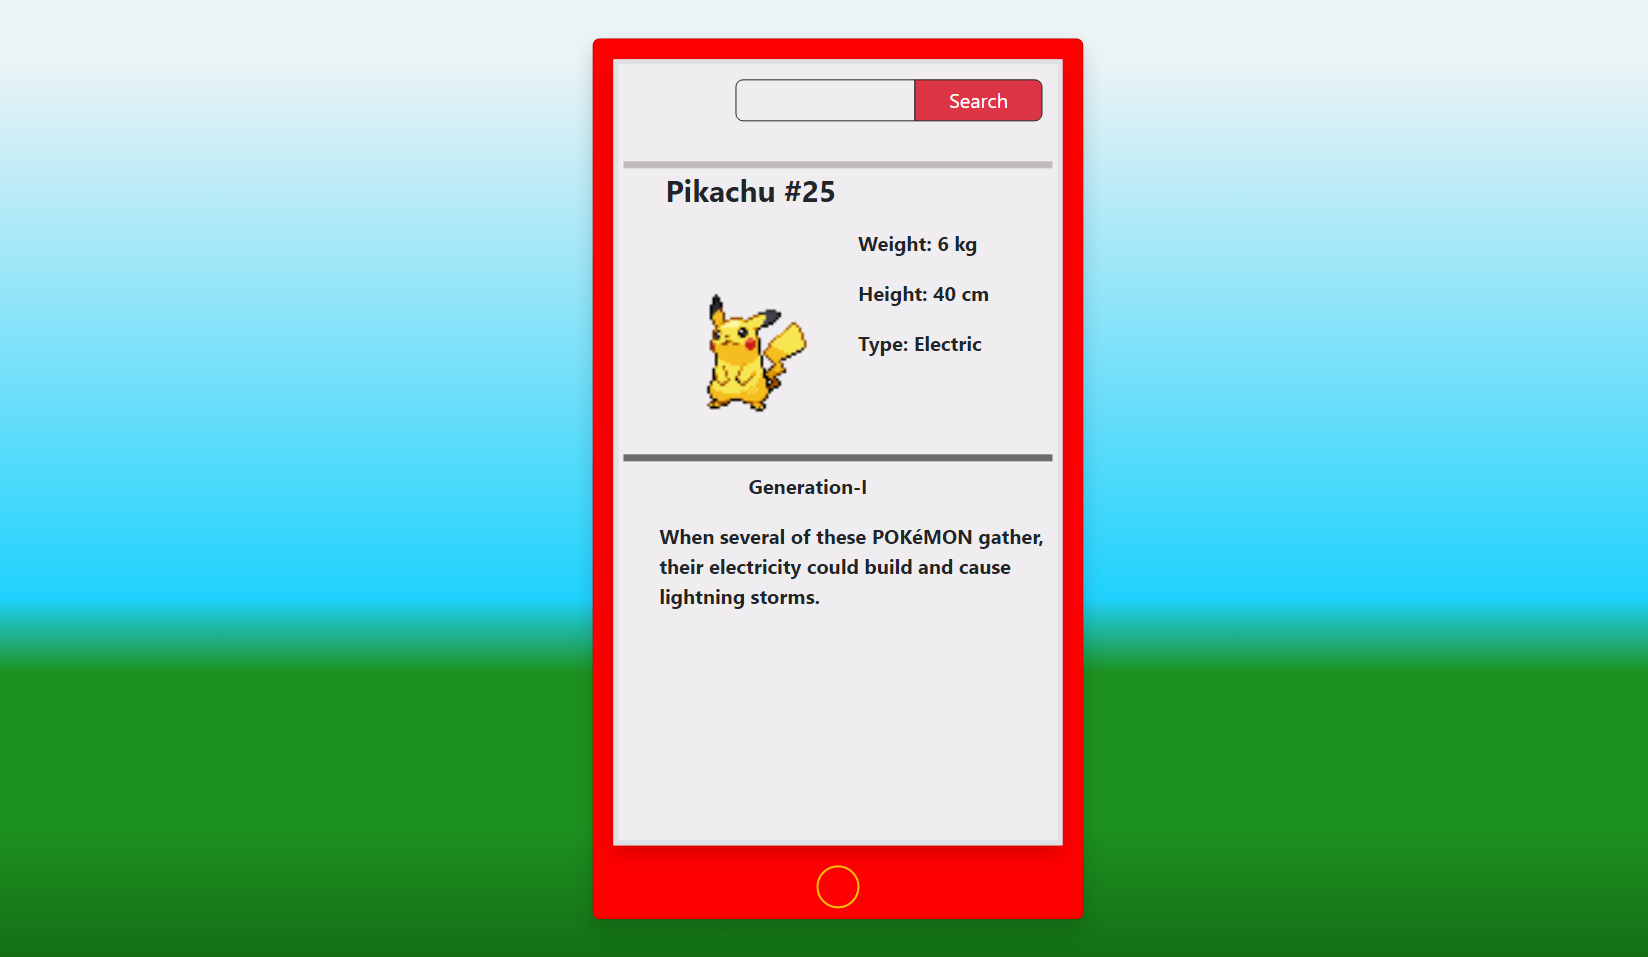 Search
Pikachu #25
Weight: 6 kg
Height: 40 cm
Type: Electric
Generation-I
When several of these POKéMON gather,
their electricity could build and cause
lightning storms.